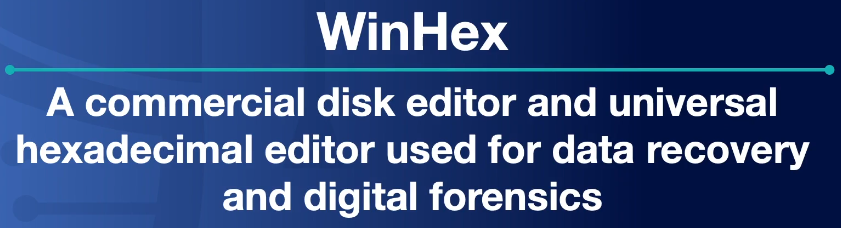 WinHex
A commercial disk editor and universal
hexadecimal editor used for data recovery
and digital forensics